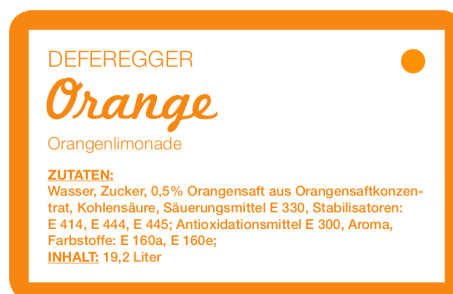 DEFEREGGER
Orange
Orangenlimonade
ZUTATEN:
Wasser, Zucker, 0,5% Orangensaft aus Orangensaftkonzen-
trat, Kohlensäure, Säuerungsmittel E 330, Stabilisatoren:
E 414, E 444, E 445; Antioxidationsmittel E 300, Aroma,
Farbstoffe: E 160a, E 160e;
INHALT: 19,2 Liter